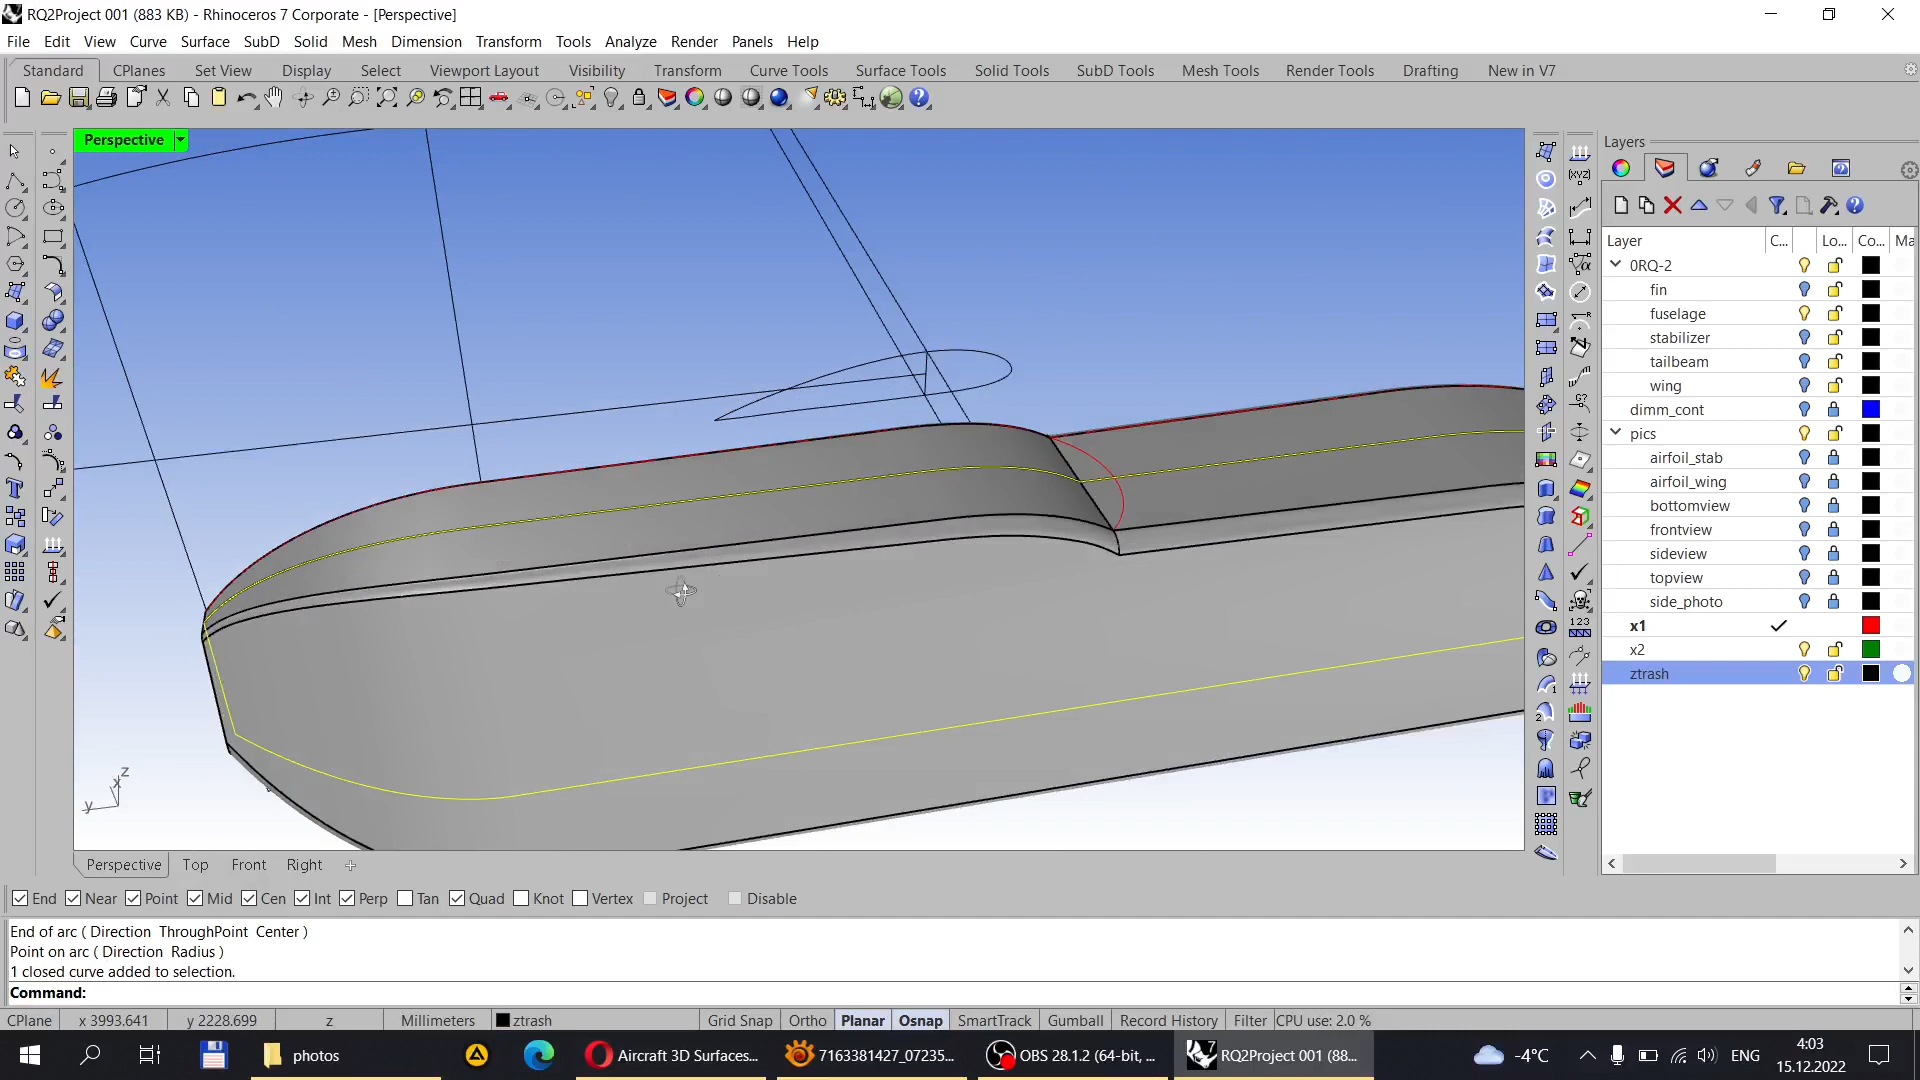 RQ2Project 001 (883 KB) - Rhinoceros 7 Corporate - [Perspective]
File Edit View Curve Surface SubD Solid Mesh Dimension Transform Tools Analyze Render Panels Help
Standard CPlanes Set View Display Select Viewport Layout Visibility Transform Curve Tools Surface Tools Solid Tools SubD Tools Mesh Tools Render Tools Drafting New in V7
Perspective
Layers
Layer C... Lo... Co... Ma
0RQ-2
fin
fuselage
stabilizer
tailbeam
wing
dimm_cont
pics
airfoil_stab
airfoil_wing
bottomview
frontview
sideview
topview
side_photo
x1
x2
ztrash
z
x
y
Perspective Top Front Right
End Near Point Mid Cen Int Perp Tan Quad Knot Vertex Project Disable
End of arc ( Direction ThroughPoint Center )
Point on arc ( Direction Radius )
1 closed curve added to selection.
Command:
CPlane x 3993.641 y 2228.699 z Millimeters ztrash Grid Snap Ortho Planar Osnap SmartTrack Gumball Record History Filter CPU use: 2.0 %
photos Aircraft 3D Surfaces... 7163381427_07235... OBS 28.1.2 (64-bit, ... RQ2Project 001 (88... -4°C ENG 4:03
15.12.2022